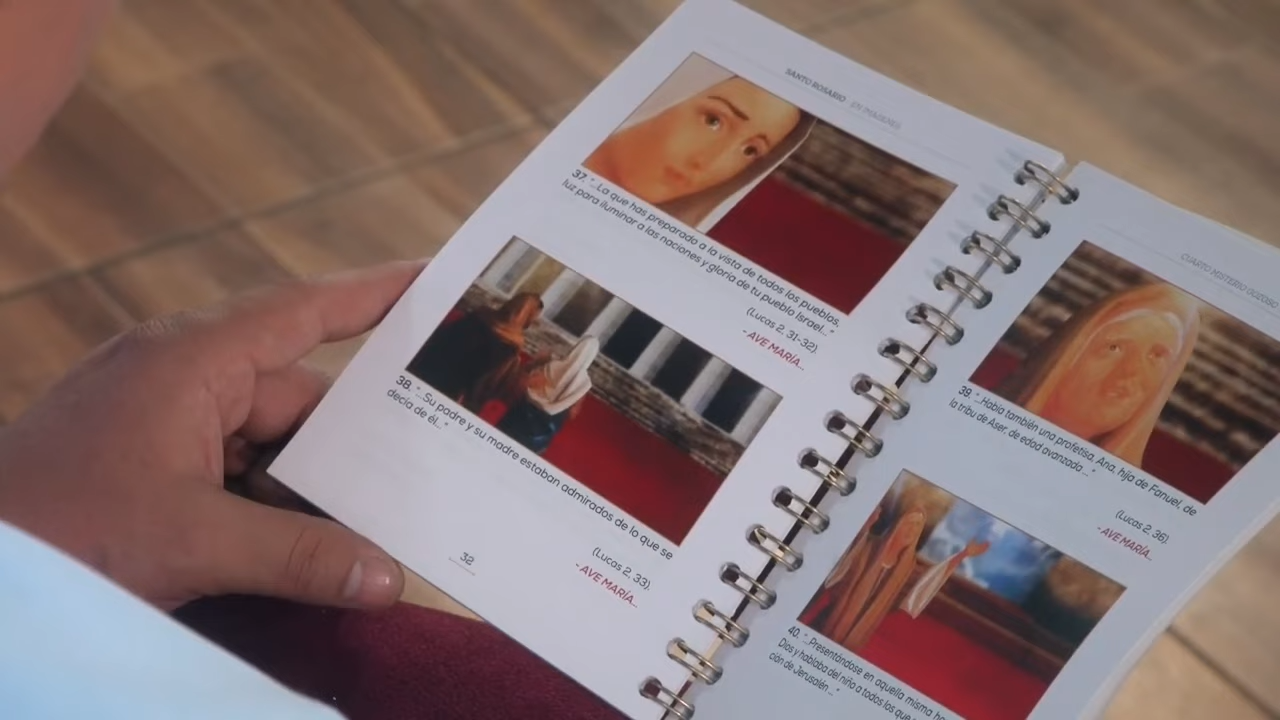 SANTO ROSARIO EN IMÁGENES
37. "...La que has preparado a la vista de todos los pueblos,
luz para iluminar a las naciones y gloria de tu pueblo Israel..."
(Lucas 2, 31-32).
- AVE MARÍA...
38. "...Su padre y su madre estaban admirados de lo que se
decía de él..."
(Lucas 2, 33).
- AVE MARÍA...
32
CUARTO MISTERIO GOZOSO
39. "...Había también una profetisa, Ana, hija de Fanuel, de
la tribu de Aser, de edad avanzada..."
(Lucas 2, 36).
- AVE MARÍA...
40. "...Presentándose en aquella misma
Dios y hablaba del niño a todos los que
ción de Jerusalén..."